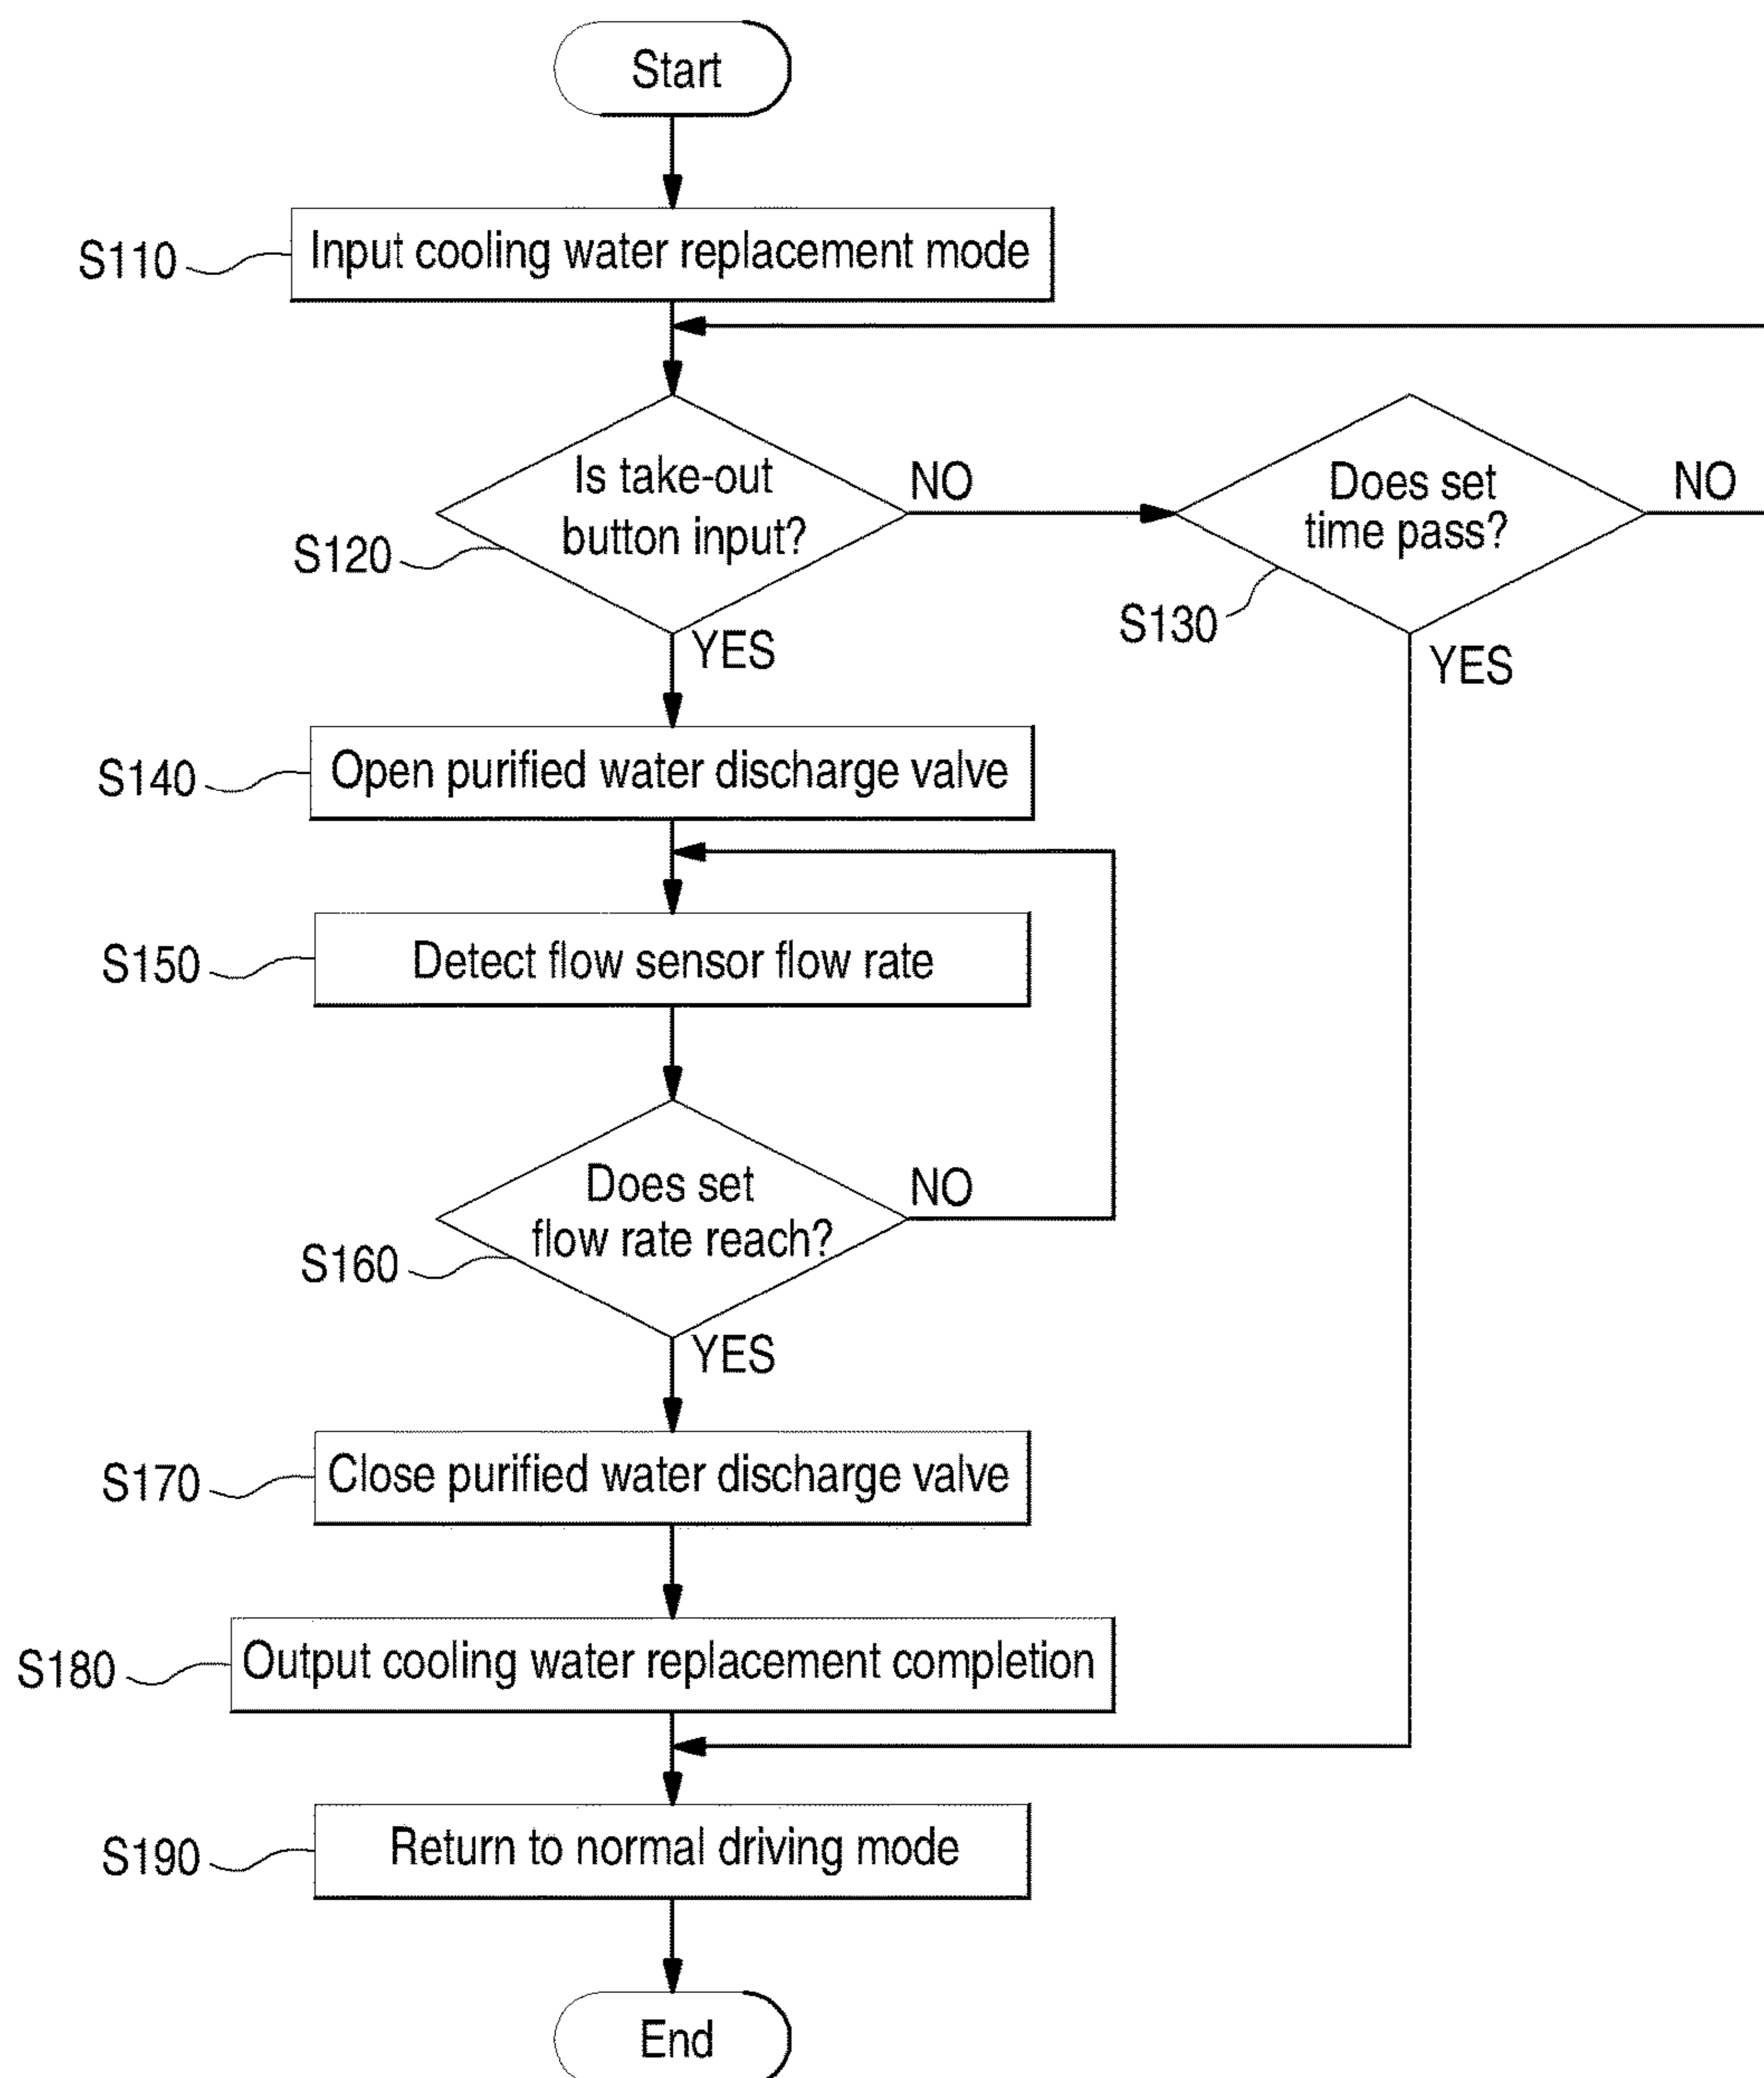 Start
S110
Input cooling water replacement mode
Is take-out
button input?
NO
S120
YES
Does set
time pass?
NO
S130
YES
S140
Open purified water discharge valve
S150
Detect flow sensor flow rate
Does set
flow rate reach?
NO
S160
YES
S170
Close purified water discharge valve
S180
Output cooling water replacement completion
S190
Return to normal driving mode
End